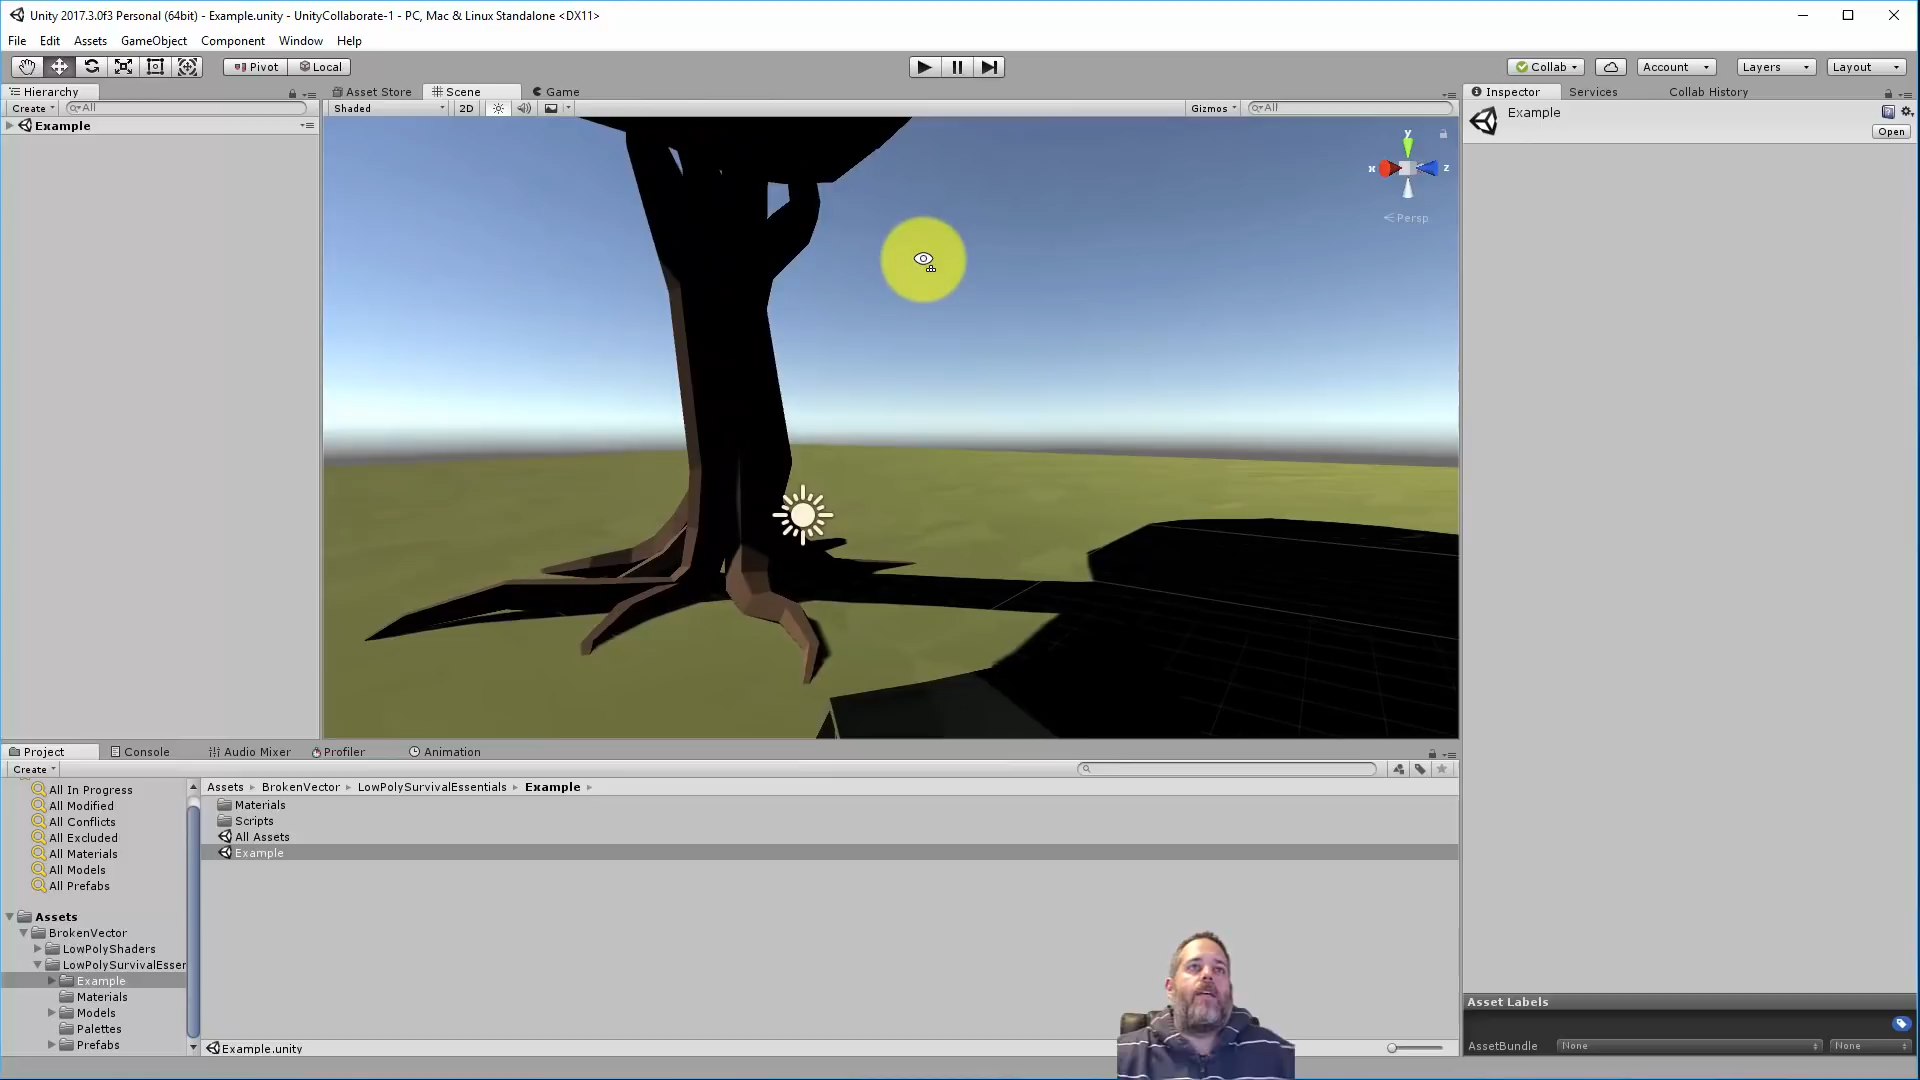 Unity 2017.3.0f3 Personal (64bit) - Example.unity - UnityCollaborate-1 - PC, Mac & Linux Standalone <DX11>
File Edit Assets GameObject Component Window Help
Pivot Local Collab Account Layers Layout
Hierarchy Asset Store Scene Game Inspector Services Collab History
Create All Shaded 2D Gizmos All
Example
Example
Open
y
x z
Persp
Project Console Audio Mixer Profiler Animation
Create
All In Progress
All Modified
All Conflicts
All Excluded
All Materials
All Models
All Prefabs
Assets
BrokenVector
LowPolyShaders
LowPolySurvivalEsser
Example
Materials
Models
Palettes
Prefabs
Assets BrokenVector LowPolySurvivalEssentials Example
Materials
Scripts
All Assets
Example
Example.unity
Asset Labels
AssetBundle None None